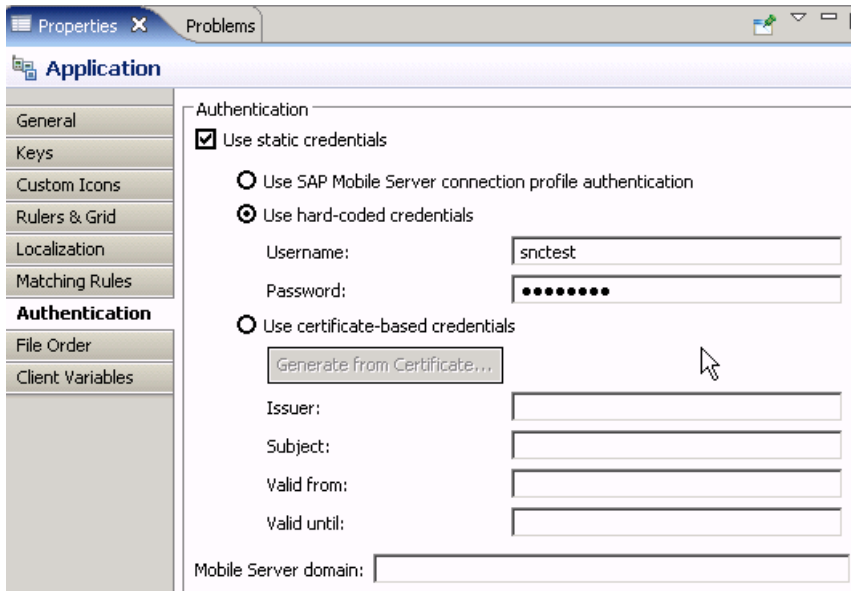 Properties
Problems
Application
General
Keys
Custom Icons
Rulers & Grid
Localization
Matching Rules
Authentication
File Order
Client Variables
Authentication
Use static credentials
Use SAP Mobile Server connection profile authentication
Use hard-coded credentials
Username: snctest
Password: ●●●●●●●●
Use certificate-based credentials
Generate from Certificate...
Issuer:
Subject:
Valid from:
Valid until:
Mobile Server domain: